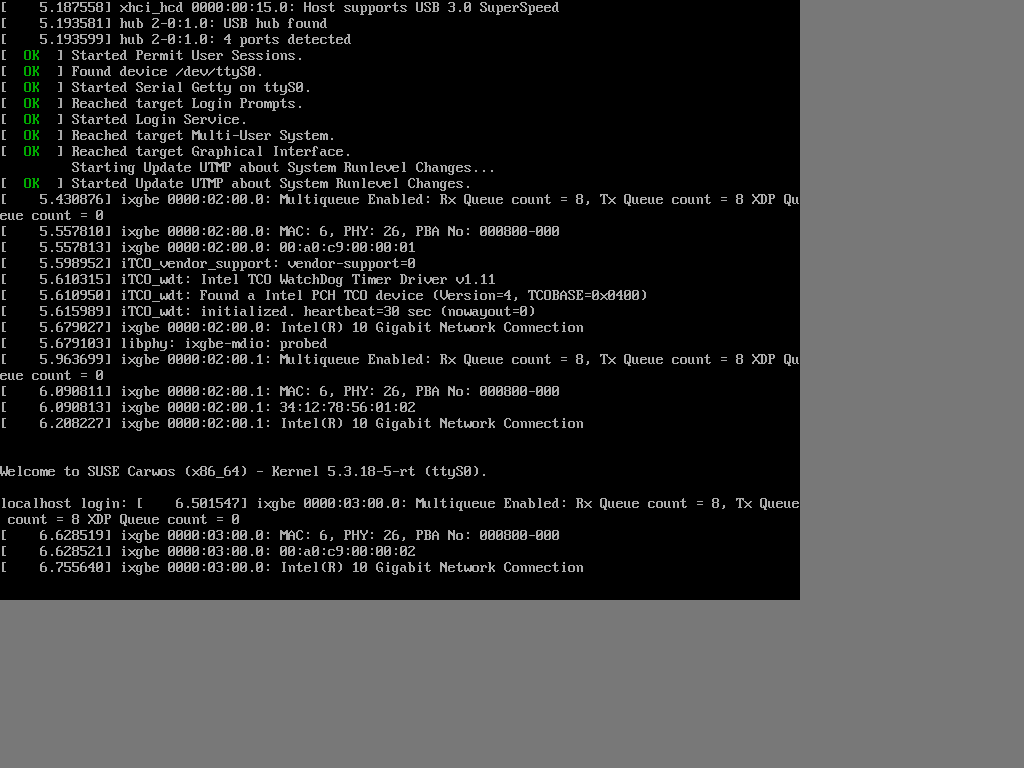 [    5.187558] xhci_hcd 0000:00:15.0: Host supports USB 3.0 SuperSpeed
[    5.193581] hub 2-0:1.0: USB hub found
[    5.193599] hub 2-0:1.0: 4 ports detected
[  OK  ] Started Permit User Sessions.
[  OK  ] Found device /dev/ttyS0.
[  OK  ] Started Serial Getty on ttyS0.
[  OK  ] Reached target Login Prompts.
[  OK  ] Started Login Service.
[  OK  ] Reached target Multi-User System.
[  OK  ] Reached target Graphical Interface.
         Starting Update UTMP about System Runlevel Changes...
[  OK  ] Started Update UTMP about System Runlevel Changes.
[    5.430876] ixgbe 0000:02:00.0: Multiqueue Enabled: Rx Queue count = 8, Tx Queue count = 8 XDP Qu
eue count = 0
[    5.557810] ixgbe 0000:02:00.0: MAC: 6, PHY: 26, PBA No: 000800-000
[    5.557813] ixgbe 0000:02:00.0: 00:a0:c9:00:00:01
[    5.598952] iTCO_vendor_support: vendor-support=0
[    5.610315] iTCO_wdt: Intel TCO WatchDog Timer Driver v1.11
[    5.610950] iTCO_wdt: Found a Intel PCH TCO device (Version=4, TCOBASE=0x0400)
[    5.615989] iTCO_wdt: initialized. heartbeat=30 sec (nowayout=0)
[    5.679027] ixgbe 0000:02:00.0: Intel(R) 10 Gigabit Network Connection
[    5.679103] libphy: ixgbe-mdio: probed
[    5.963699] ixgbe 0000:02:00.1: Multiqueue Enabled: Rx Queue count = 8, Tx Queue count = 8 XDP Qu
eue count = 0
[    6.090811] ixgbe 0000:02:00.1: MAC: 6, PHY: 26, PBA No: 000800-000
[    6.090813] ixgbe 0000:02:00.1: 34:12:78:56:01:02
[    6.208227] ixgbe 0000:02:00.1: Intel(R) 10 Gigabit Network Connection
Welcome to SUSE Carwos (x86_64) - Kernel 5.3.18-5-rt (ttyS0).
localhost login: [    6.501547] ixgbe 0000:03:00.0: Multiqueue Enabled: Rx Queue count = 8, Tx Queue
 count = 8 XDP Queue count = 0
[    6.628519] ixgbe 0000:03:00.0: MAC: 6, PHY: 26, PBA No: 000800-000
[    6.628521] ixgbe 0000:03:00.0: 00:a0:c9:00:00:02
[    6.755640] ixgbe 0000:03:00.0: Intel(R) 10 Gigabit Network Connection